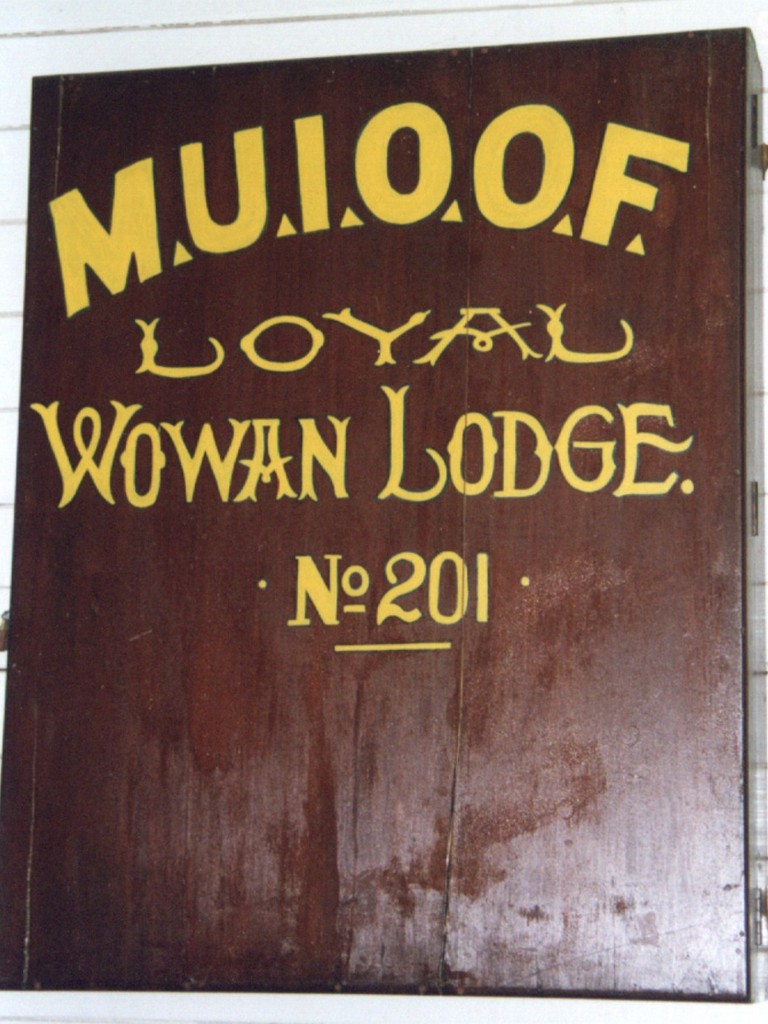 M.U.I.O.O.F.
LOYAL
WOWAN LODGE.
· No 201 ·